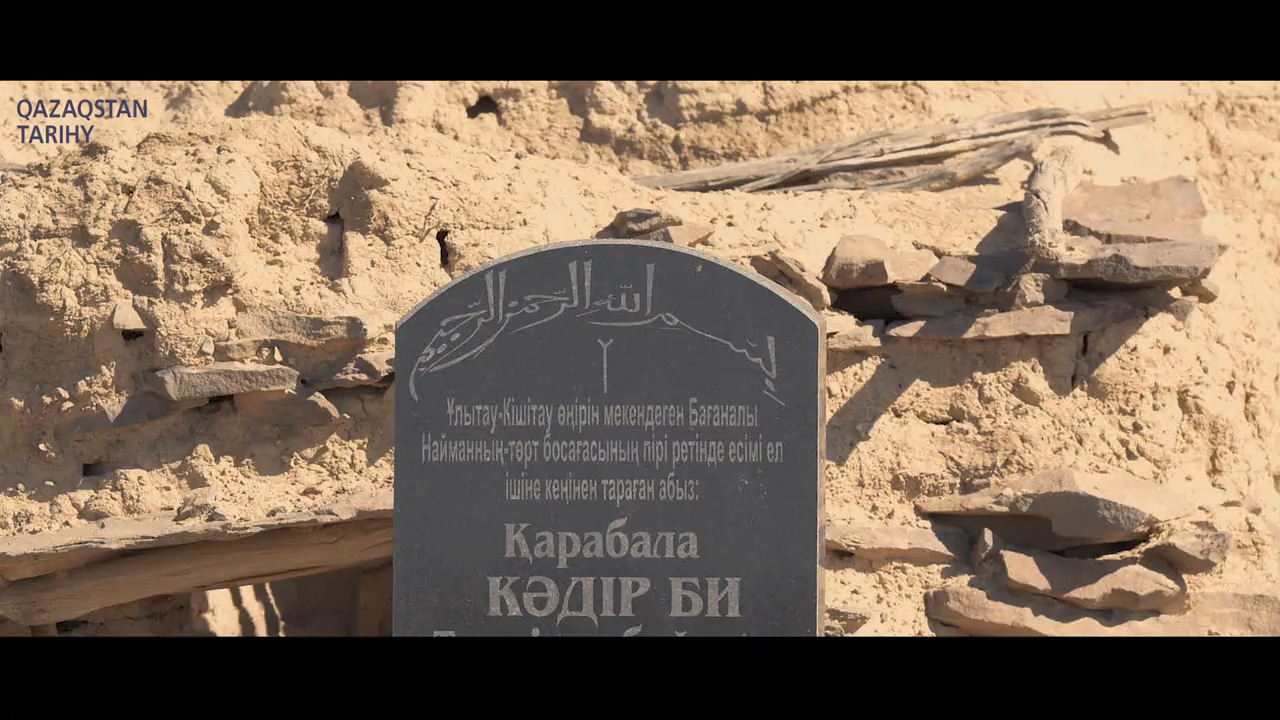 QAZAQSTAN
TARIHY
بسم الله الرحمن الرحيم
Ұлытау-Кішітау өңірін мекендеген Бағаналы
Найманның-төрт босағасының пірі ретінде есімі ел
ішіне кеңінен тараған абыз:
Қарабала
ҚӘДІР БИ